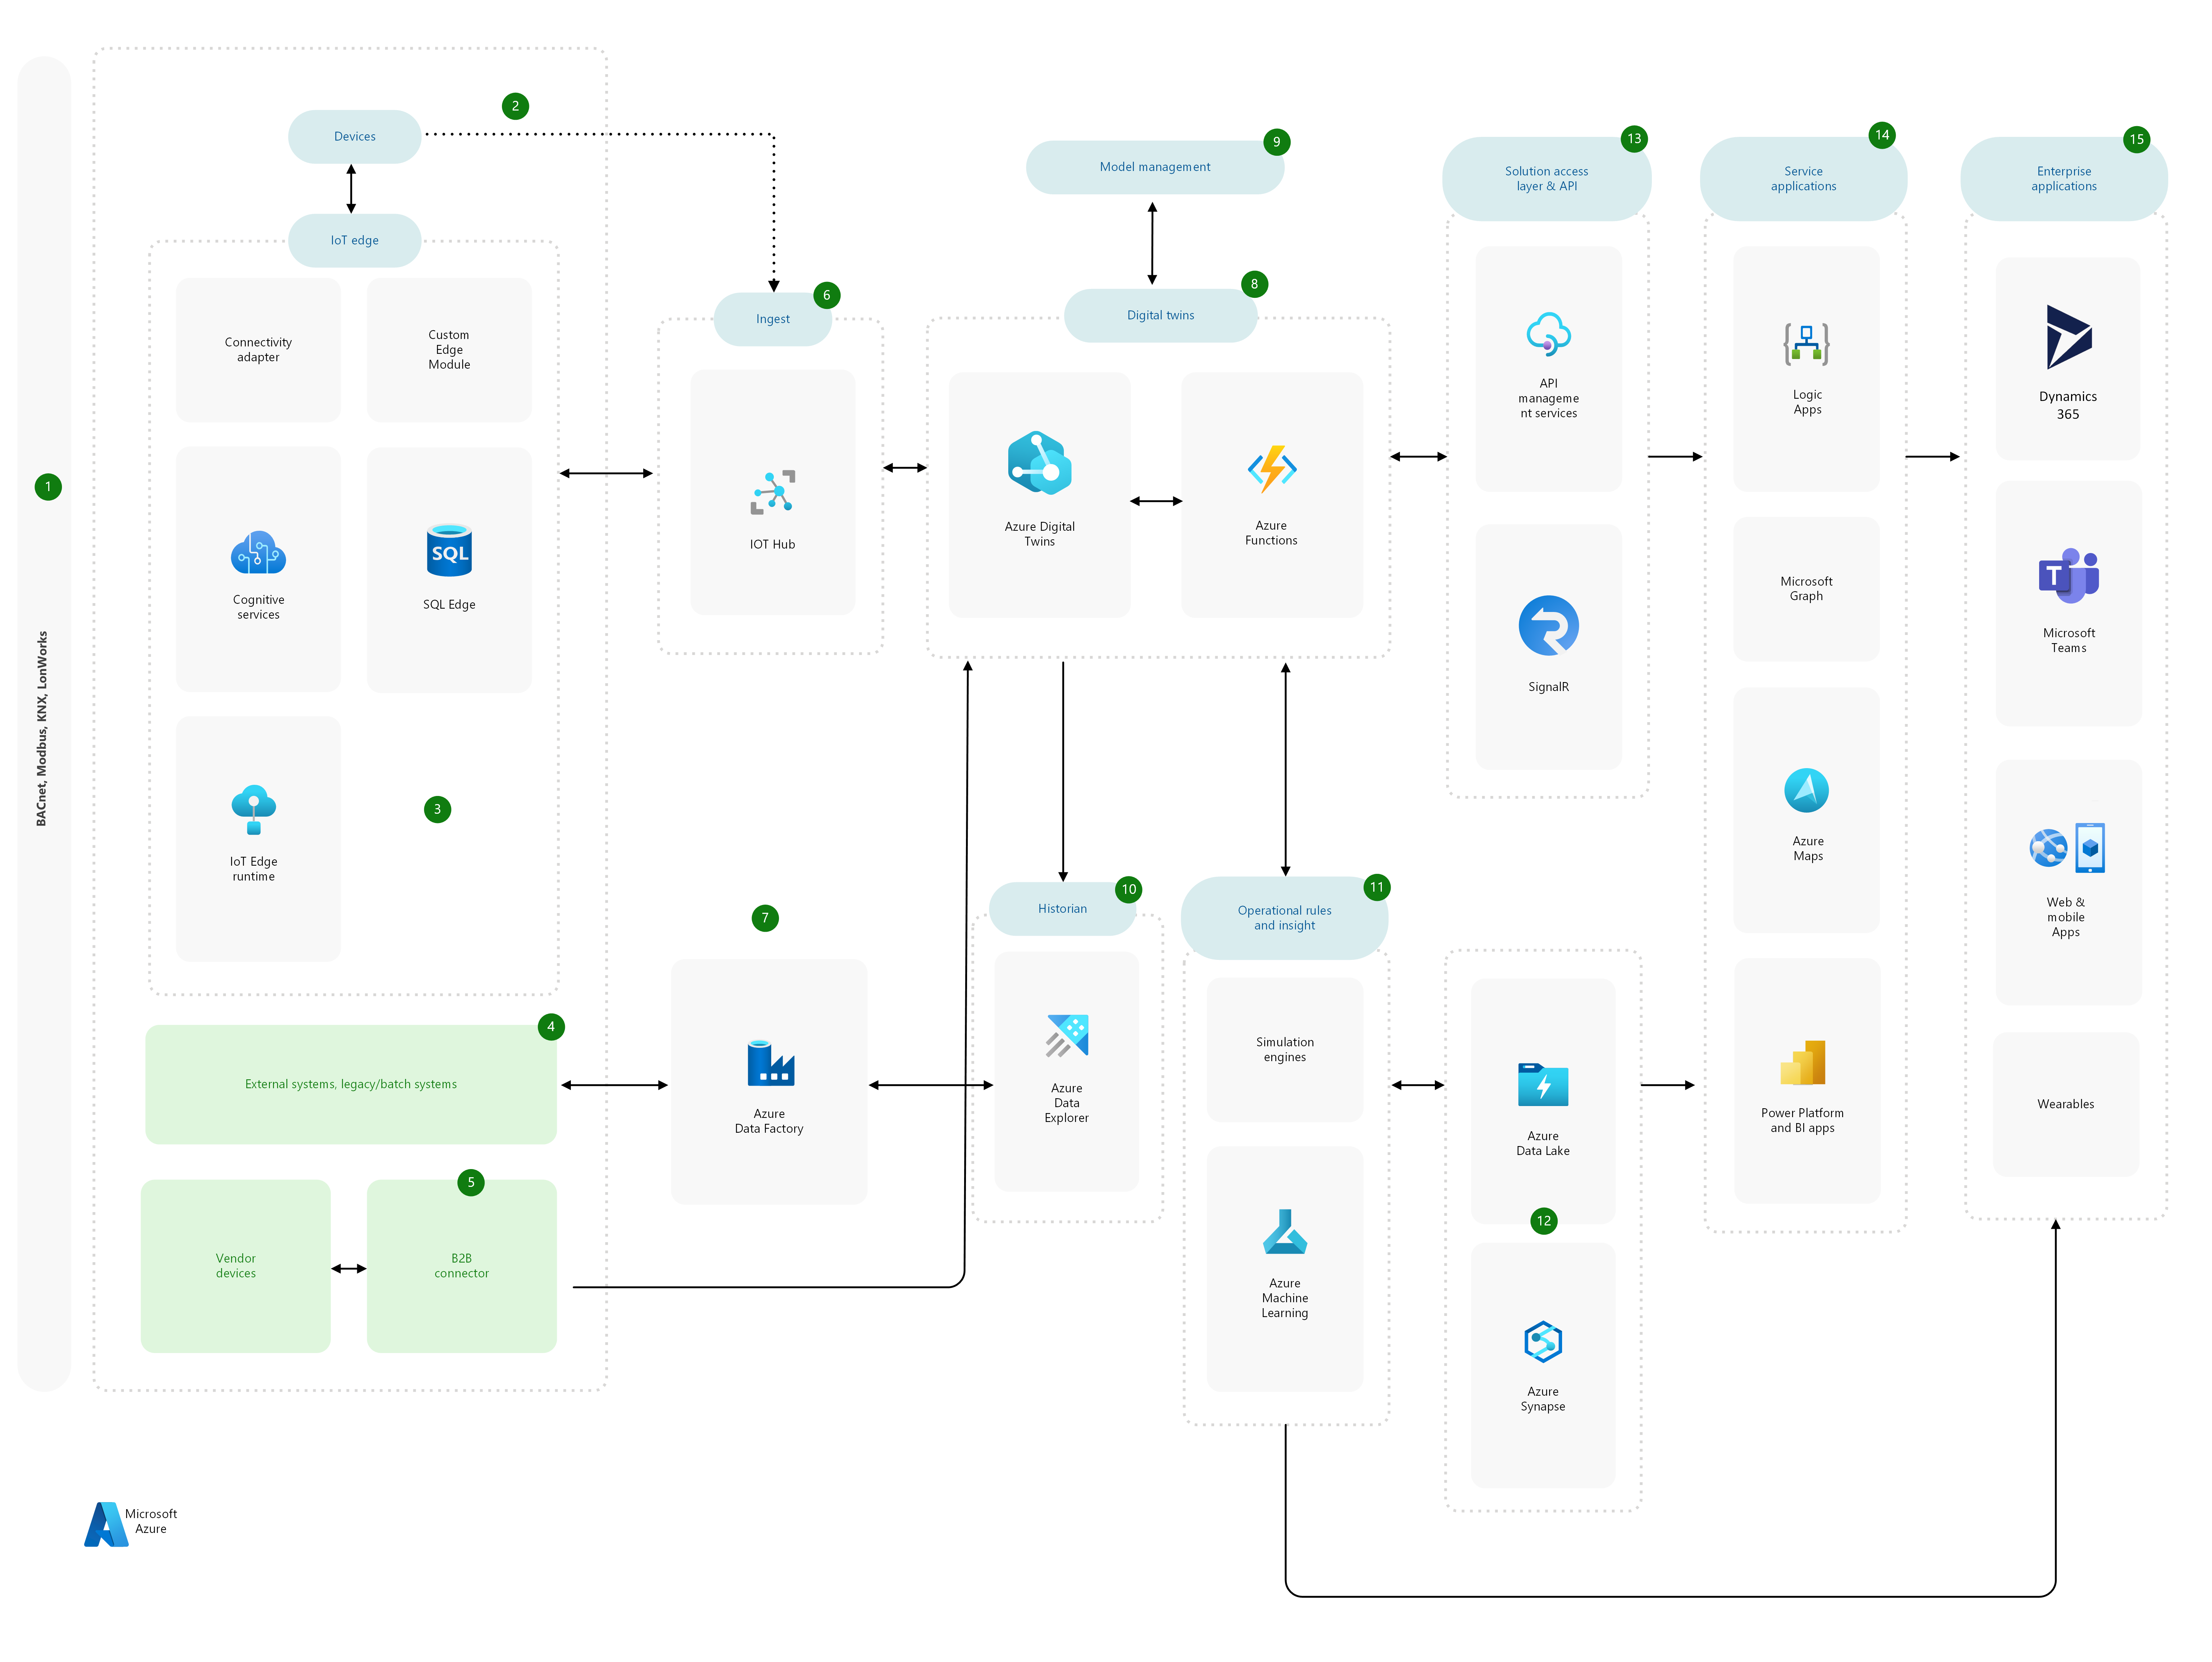 1
BACnet, Modbus, KNX, LonWorks
2
Devices
IoT edge
Connectivity
adapter
Custom
Edge
Module
Cognitive
services
SQL
SQL Edge
IoT Edge
runtime
3
4
External systems, legacy/batch systems
5
Vendor
devices
B2B
connector
6
Ingest
IOT Hub
7
Azure
Data Factory
9
Model management
8
Digital twins
Azure Digital
Twins
Azure
Functions
10
Historian
Azure
Data
Explorer
11
Operational rules
and insight
Simulation
engines
Azure
Machine
Learning
Azure
Data Lake
12
Azure
Synapse
13
Solution access
layer & API
API
manageme
nt services
SignalR
14
Service
applications
Logic
Apps
Microsoft
Graph
Azure
Maps
Power Platform
and BI apps
15
Enterprise
applications
Dynamics
365
T
Microsoft
Teams
Web &
mobile
Apps
Wearables
Microsoft
Azure